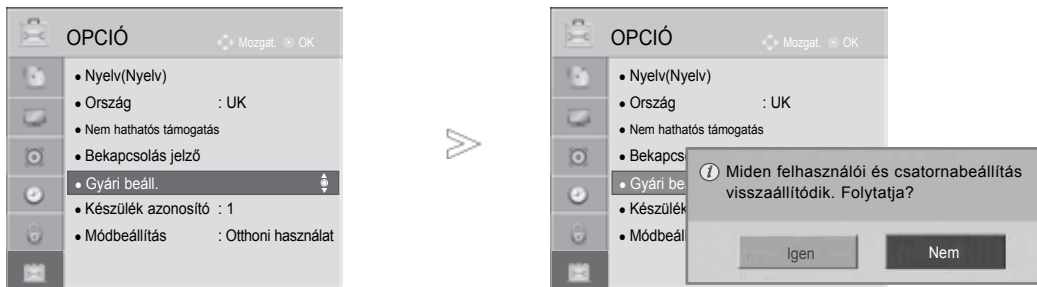 OPCIÓ
Mozgat. OK
• Nyelv(Nyelv)
• Ország : UK
• Nem hathatós támogatás
• Bekapcsolás jelző
• Gyári beáll.
• Készülék azonosító : 1
• Módbeállítás : Otthoni használat
>
OPCIÓ
Mozgat. OK
• Nyelv(Nyelv)
• Ország : UK
• Nem hathatós támogatás
• Bekapcs
• Gyári be
• Készülék
• Módbeáll
Miden felhasználói és csatornabeállítás
visszaállítódik. Folytatja?
Igen
Nem